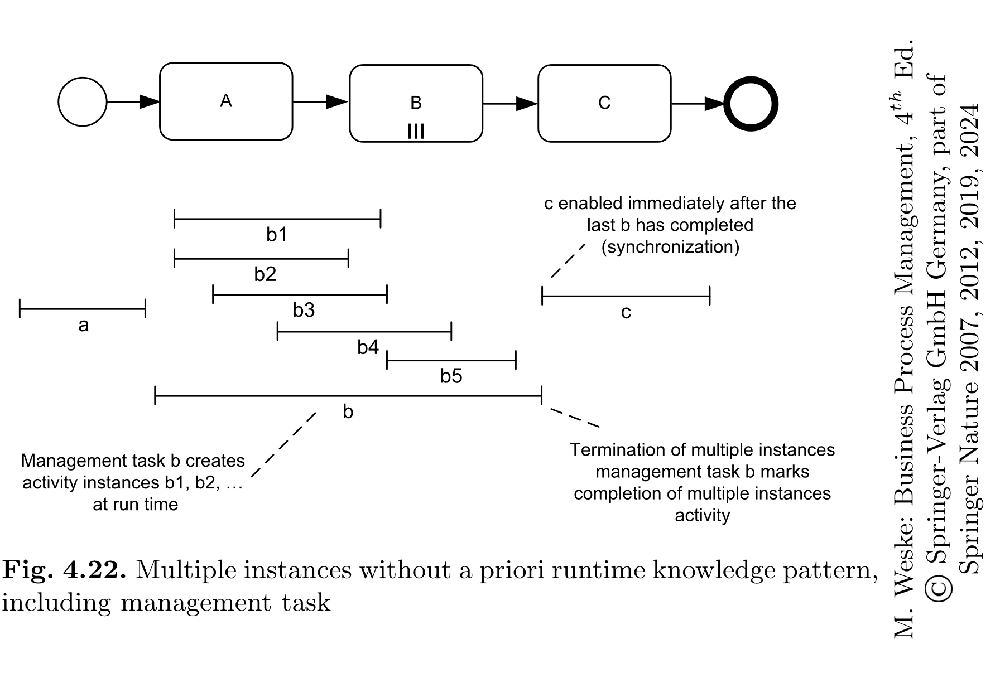 A
B
C
c enabled immediately after the
last b has completed
(synchronization)
b1
b2
b3
a
c
b4
b5
b
Management task b creates
activity instances b1, b2, …
at run time
Termination of multiple instances
management task b marks
completion of multiple instances
activity
Fig. 4.22. Multiple instances without a priori runtime knowledge pattern,
including management task
M. Weske: Business Process Management, 4th Ed.
© Springer-Verlag GmbH Germany, part of
Springer Nature 2007, 2012, 2019, 2024